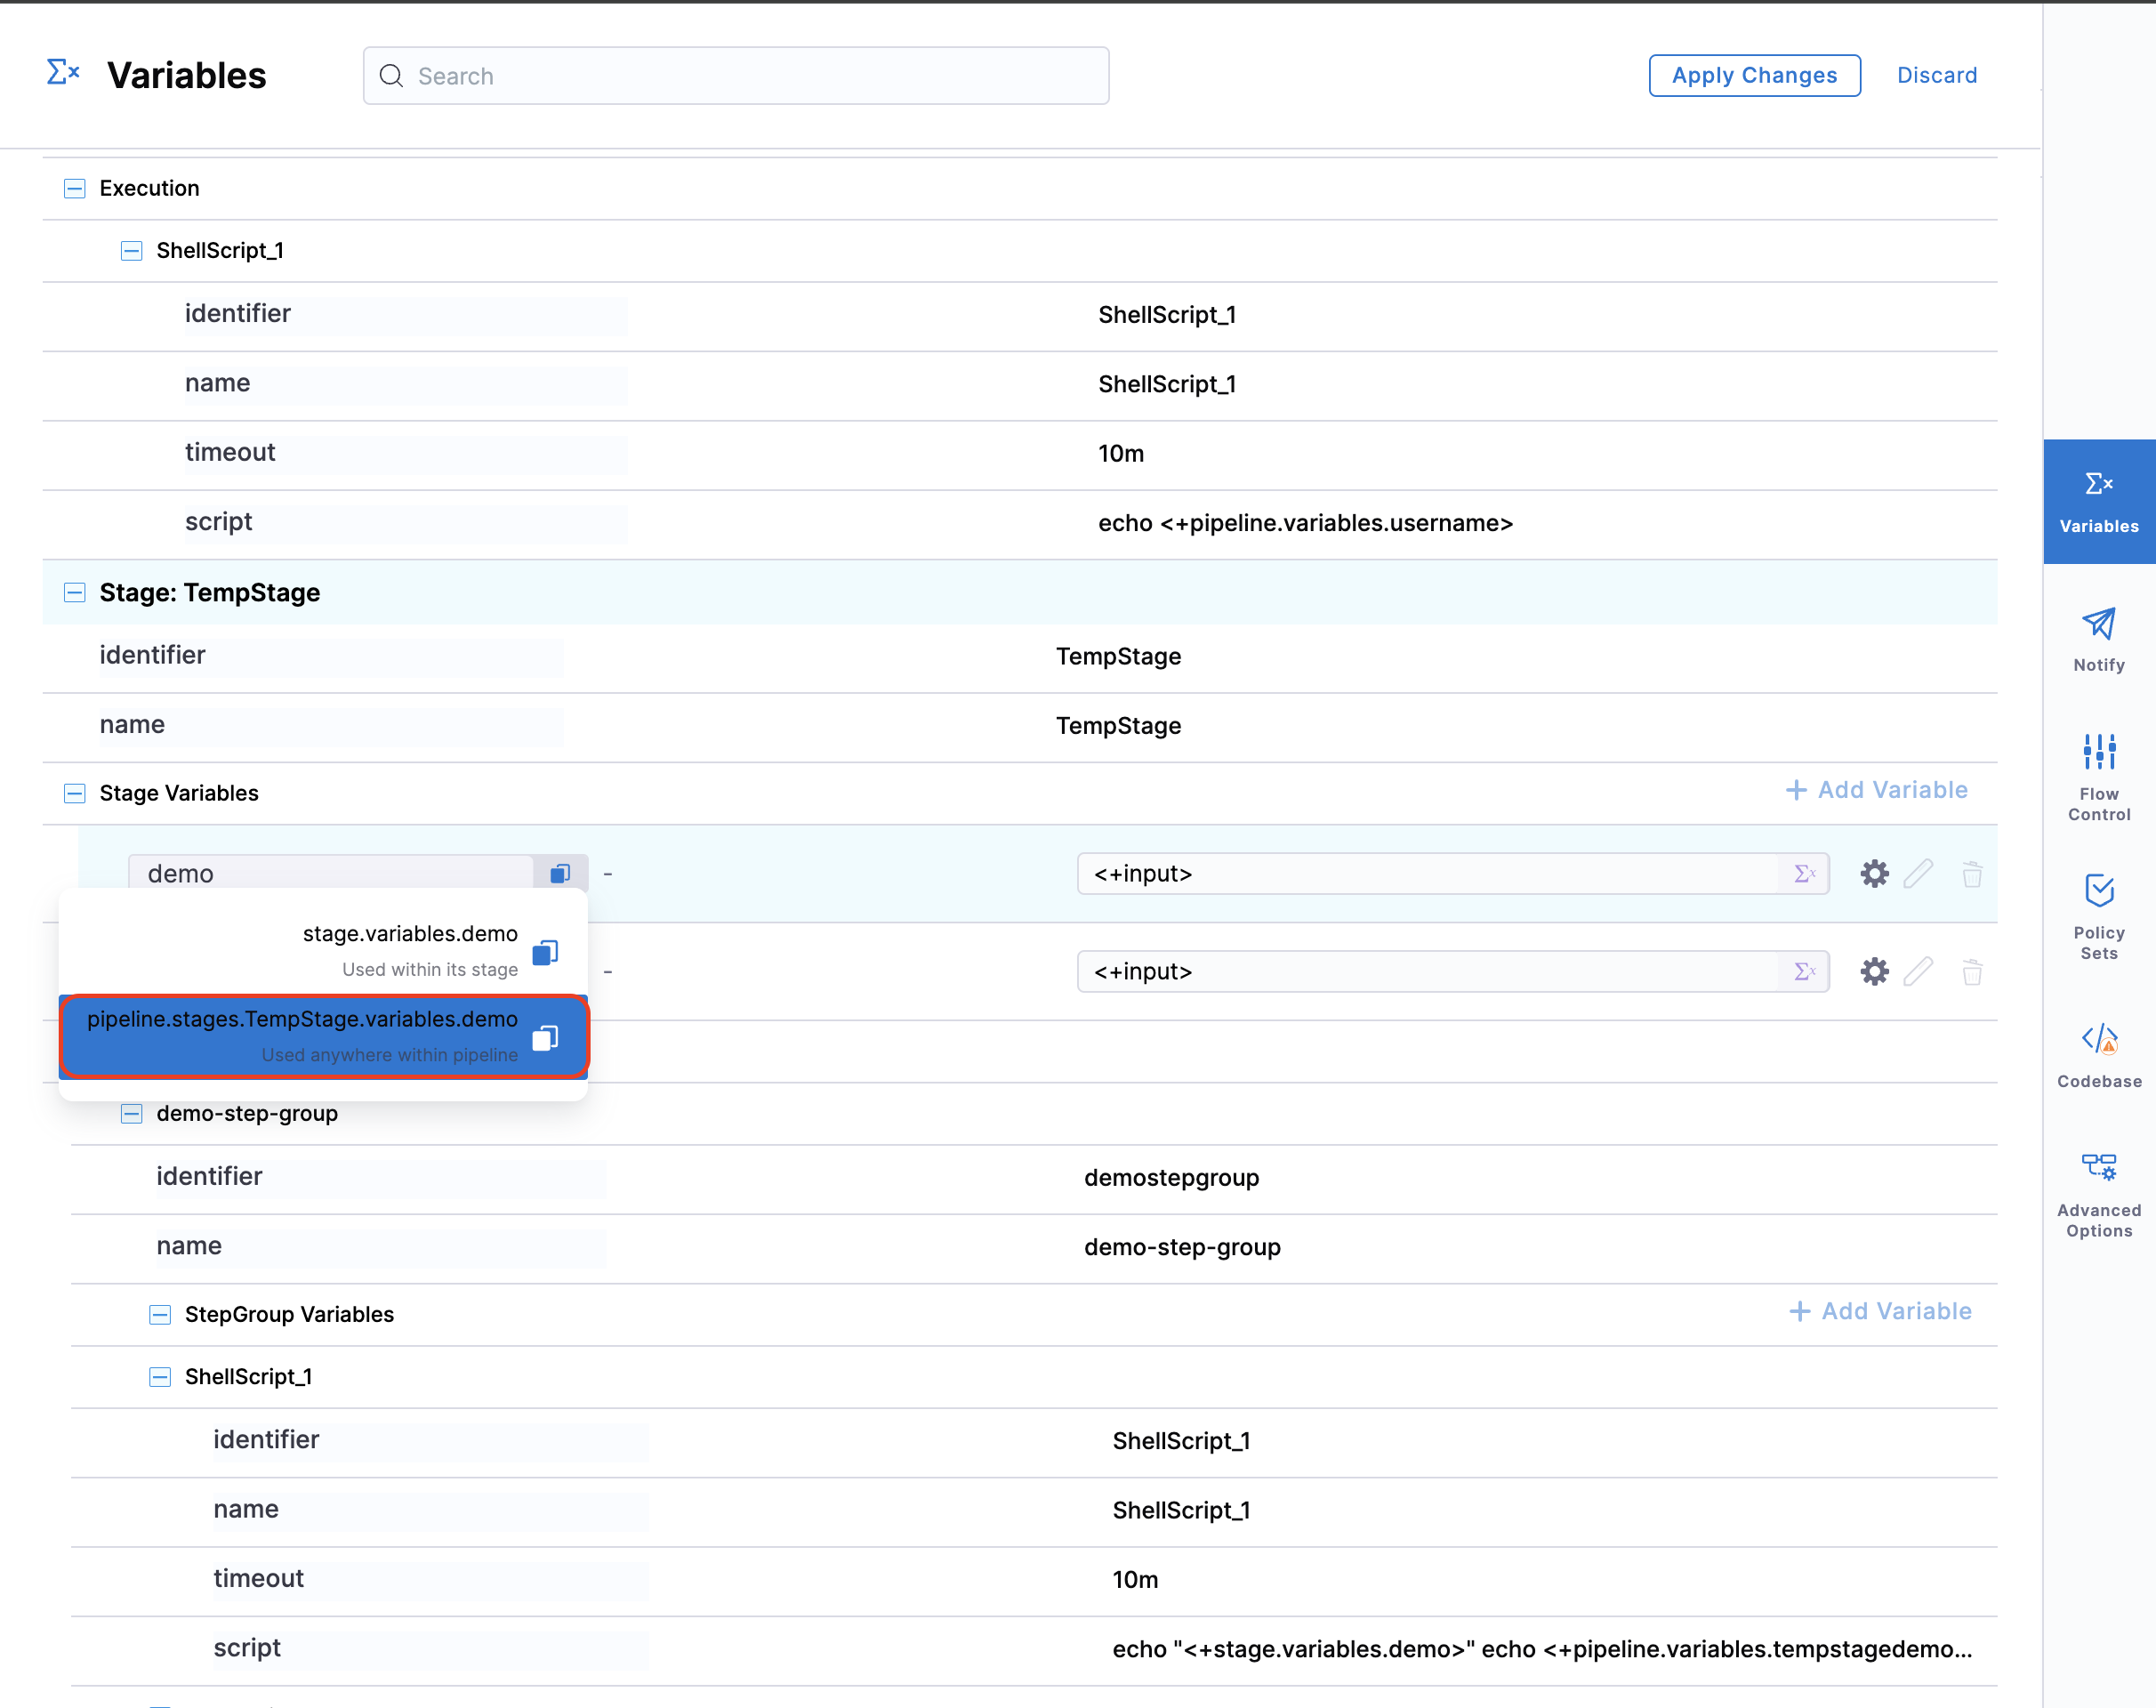 Variables
Search
Apply Changes
Discard
Execution
ShellScript_1
identifier
ShellScript_1
name
ShellScript_1
timeout
10m
script
echo <+pipeline.variables.username>
Stage: TempStage
identifier
TempStage
name
TempStage
Stage Variables
+ Add Variable
demo
-
<+input>
stage.variables.demo
Used within its stage
-
<+input>
pipeline.stages.TempStage.variables.demo
Used anywhere within pipeline
demo-step-group
identifier
demostepgroup
name
demo-step-group
StepGroup Variables
+ Add Variable
ShellScript_1
identifier
ShellScript_1
name
ShellScript_1
timeout
10m
script
echo "<+stage.variables.demo>" echo <+pipeline.variables.tempstagedemo...
Variables
Notify
Flow
Control
Policy
Sets
Codebase
Advanced
Options